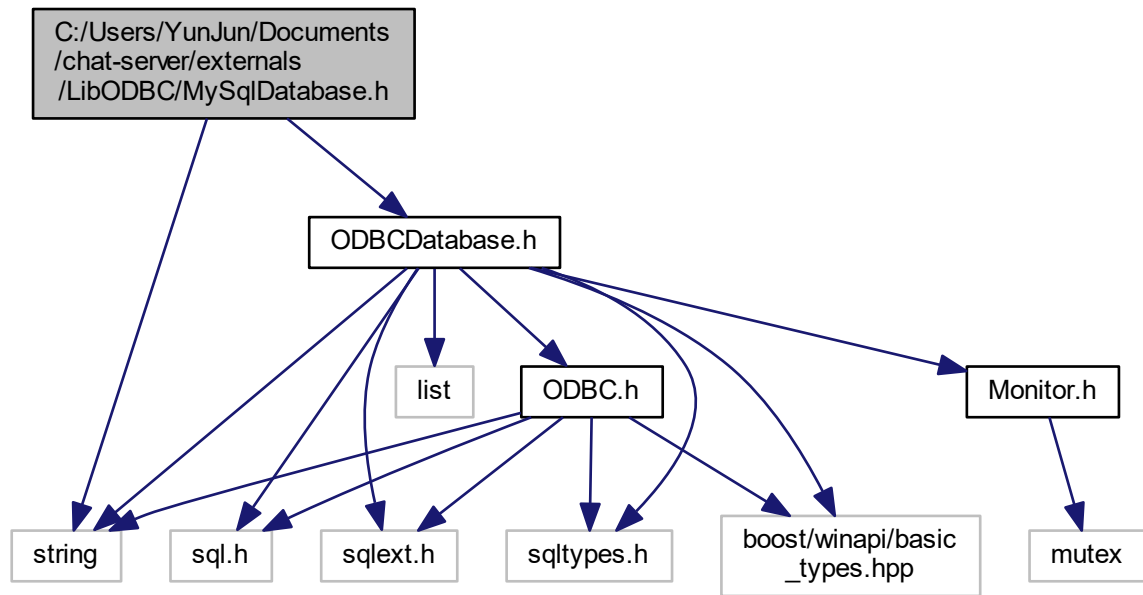 C:/Users/YunJun/Documents
/chat-server/externals
/LibODBC/MySqlDatabase.h
ODBCDatabase.h
list
ODBC.h
Monitor.h
string
sql.h
sqlext.h
sqltypes.h
boost/winapi/basic
_types.hpp
mutex